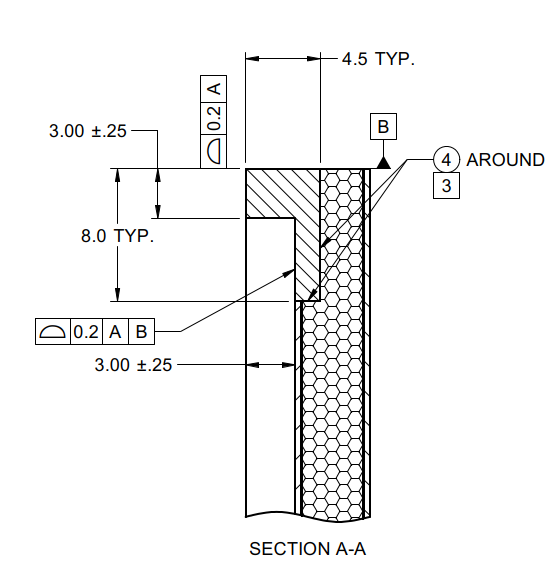 4.5 TYP.
0.2 A
3.00 ±.25
B
4 AROUND
3
8.0 TYP.
0.2 A B
3.00 ±.25
SECTION A-A